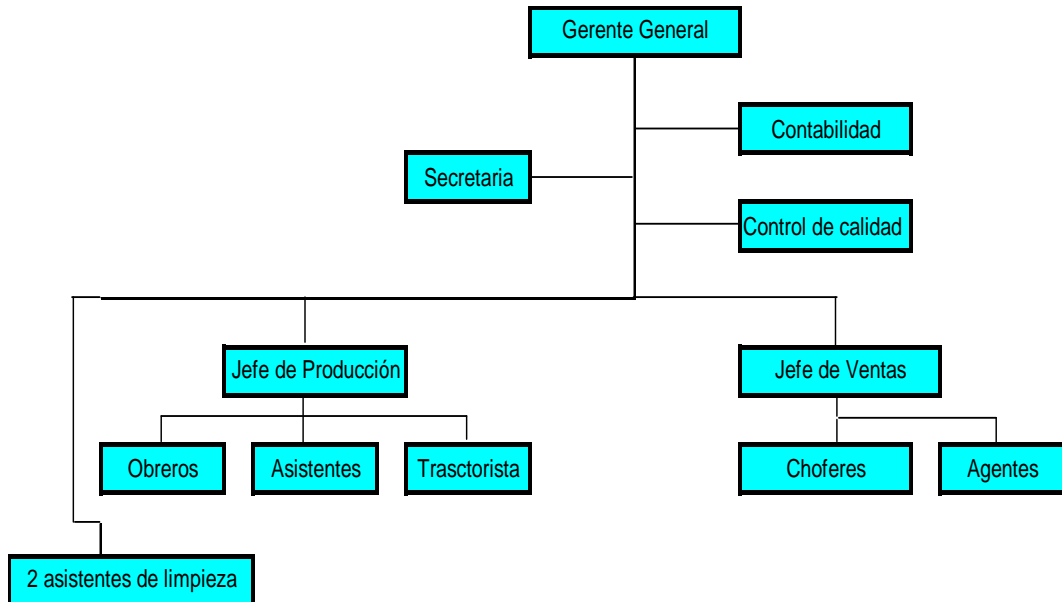 Gerente General
Contabilidad
Secretaria
Control de calidad
Jefe de Producción
Jefe de Ventas
Obreros
Asistentes
Trasctorista
Choferes
Agentes
2 asistentes de limpieza